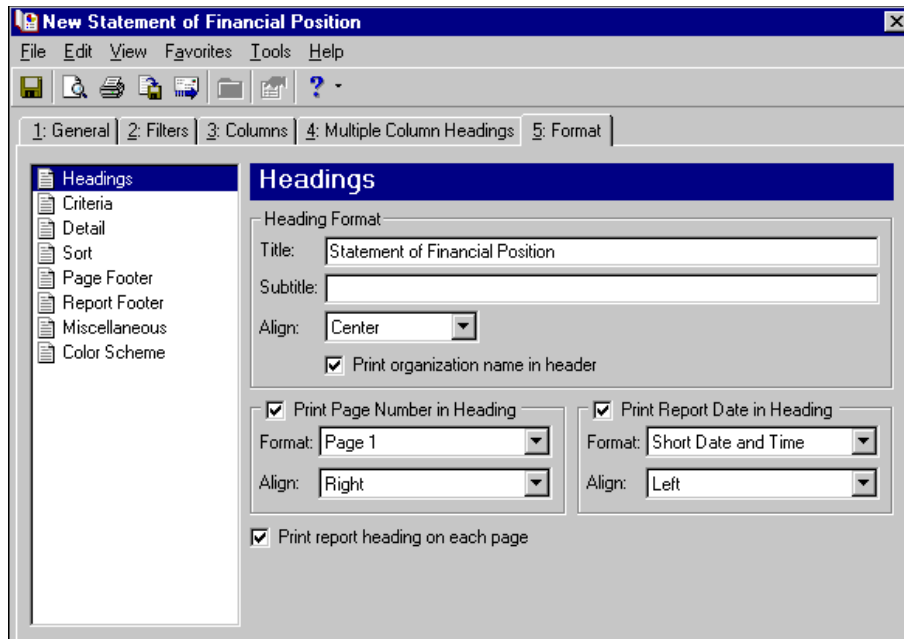 New Statement of Financial Position
File Edit View Favorites Tools Help
1: General 2: Filters 3: Columns 4: Multiple Column Headings 5: Format
Headings
Criteria
Detail
Sort
Page Footer
Report Footer
Miscellaneous
Color Scheme
Headings
Heading Format
Title: Statement of Financial Position
Subtitle:
Align: Center
Print organization name in header
Print Page Number in Heading
Format: Page 1
Align: Right
Print Report Date in Heading
Format: Short Date and Time
Align: Left
Print report heading on each page